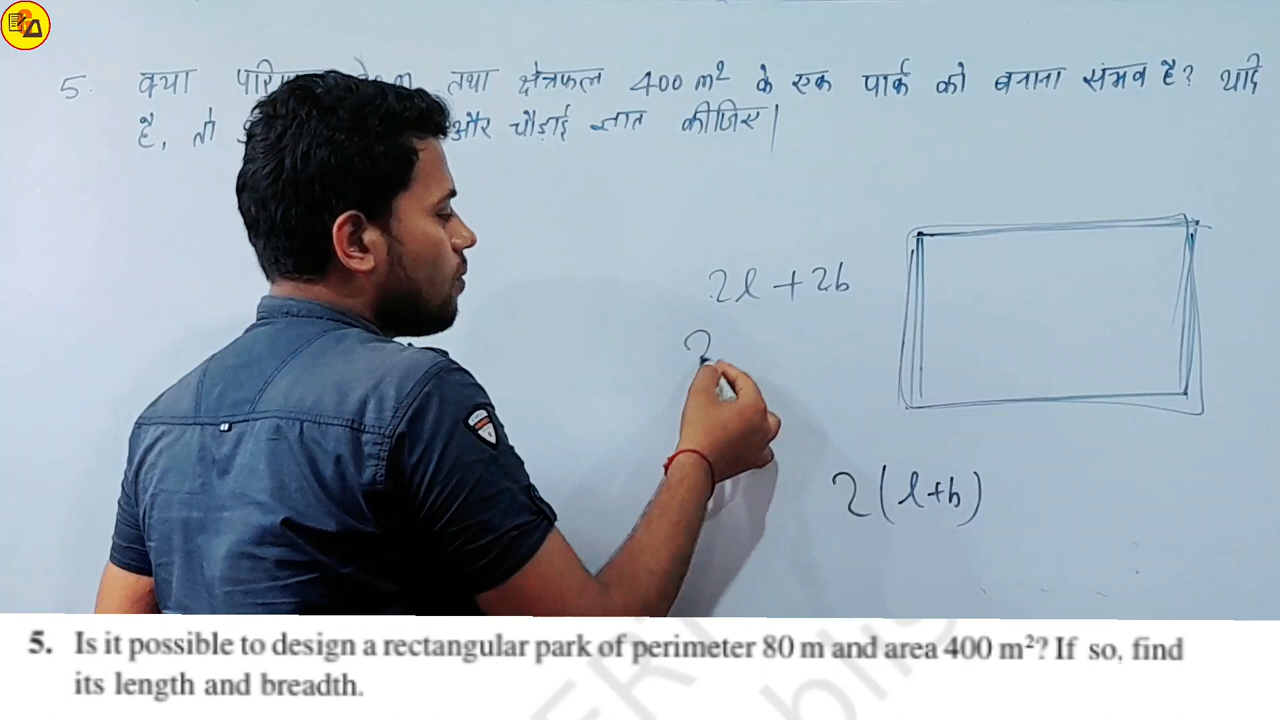 5. क्या तथा क्षेत्रफल 400 m² के एक पार्क को बनाना संभव है? यदि
है, तो और चौड़ाई ज्ञात कीजिए|
2l + 2b
2
2(l+b)
5. Is it possible to design a rectangular park of perimeter 80 m and area 400 m²? If so, find
its length and breadth.